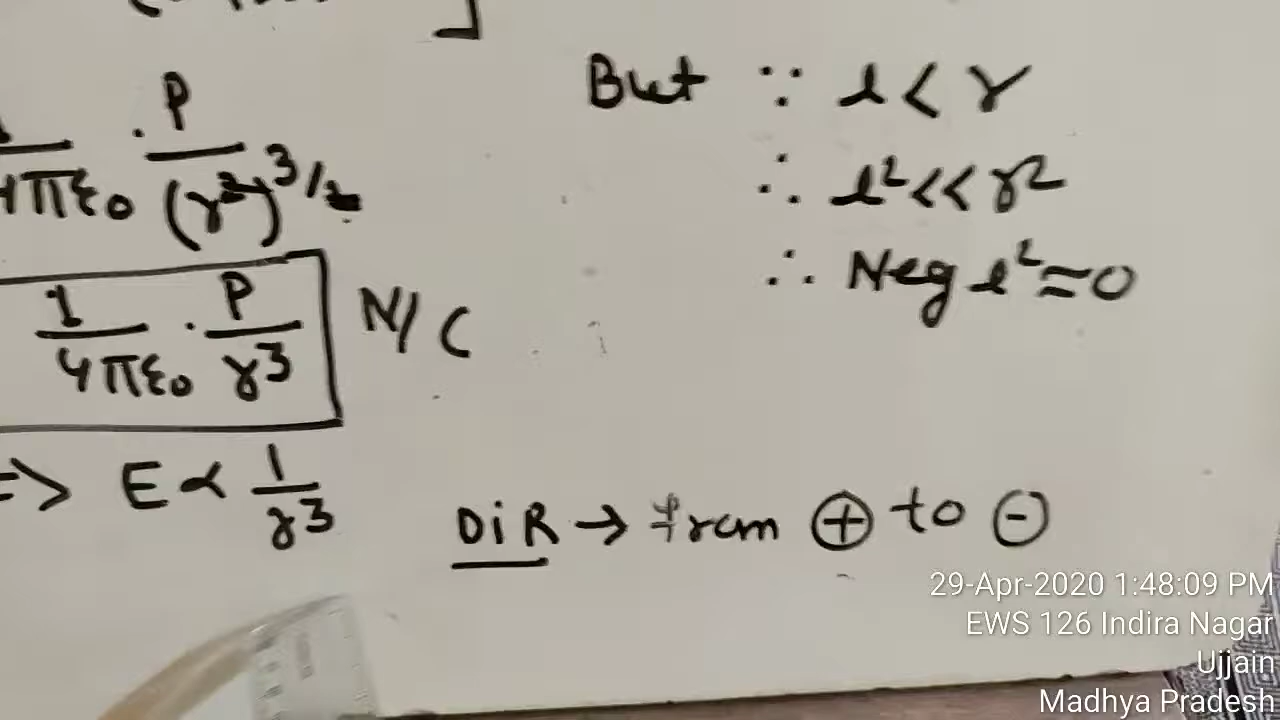 But ∵ l < r
1/4πε₀ · P/(r²)^3/2
∴ l² << r²
∴ Neg l² ≈ 0
1/4πε₀ · P/r³ N/C
=> E ∝ 1/r³
DiR → from ⊕ to ⊖
29-Apr-2020 1:48:09 PM
EWS 126 Indira Nagar
Ujjain
Madhya Pradesh